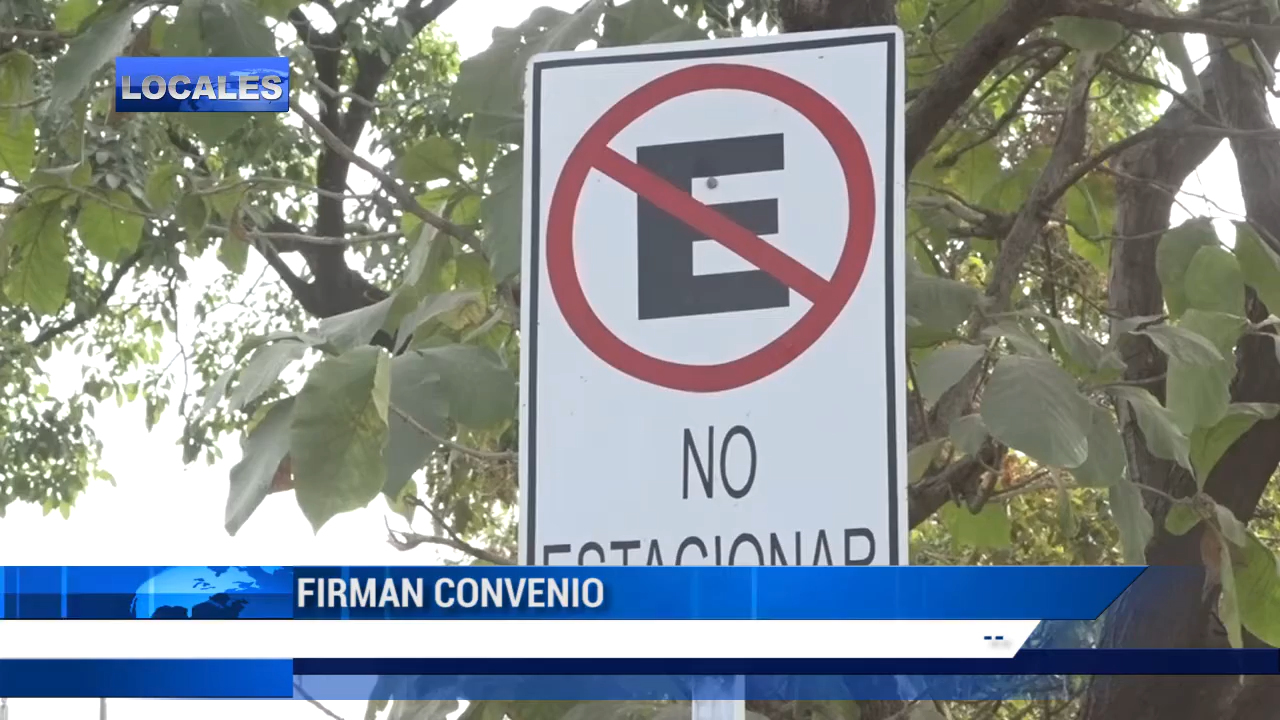 LOCALES
E
NO
ESTACIONAR
FIRMAN CONVENIO
--